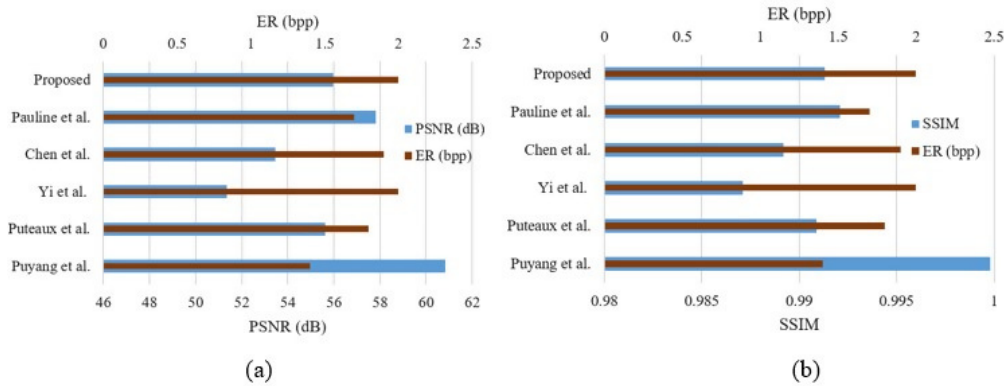 ER (bpp)
0 0.5 1 1.5 2 2.5
Proposed
Pauline et al.
Chen et al.
Yi et al.
Puteaux et al.
Puyang et al.
PSNR (dB)
ER (bpp)
46 48 50 52 54 56 58 60 62
PSNR (dB)
(a)
ER (bpp)
0 0.5 1 1.5 2 2.5
Proposed
Pauline et al.
Chen et al.
Yi et al.
Puteaux et al.
Puyang et al.
SSIM
ER (bpp)
0.98 0.985 0.99 0.995 1
SSIM
(b)